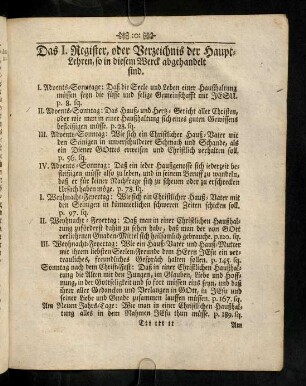 101
Das I. Register, oder Verzeichnis der Haupt-
Lehren, so in diesem Werck abgehandelt
sind.
I. Advents-Sonntage: Daß die Seele und Leben einer Haußhaltung
müssen seyn die süsse und selige Gemeinschafft mit JESU.
p. 8. sq.
II. Advents-Sonntag: Das Hauß- und Hertz-Gericht aller Christen,
oder wie man in einer Haußhaltung sich eines guten Gewissens
befleißigen müsse. p. 28. sq.
III. Advents-Sonntag: Wie sich ein Christlicher Hauß-Vater mit
den Seinigen in unverschuldeter Schmach und Schande, als
ein Diener GOttes erweisen und Christlich verhalten soll.
p. 56. sq.
IV. Advents-Sonntag: Daß ein jeder Haußgenosse sich jederzeit be-
fleißigen müsse also zu leben, und in seinem Beruff zu wandeln,
daß er sich keiner Nachfrage zu scheuen oder zu erschrecken
Ursach haben möge. p. 73. sq.
I. Weyhnacht-Feyertag: Wie sich ein Christlicher Hauß-Vater mit
den Seinigen in kümmerlichen schweren Zeiten schicken soll.
p. 97. sq.
II. Weyhnacht-Feyertag: Daß man in einer Christlichen Haußhal-
tung zuförderst dahin zu sehen habe, daß man der von GOtt
verliehenen Gnaden-Mittel sich heilsamlich gebrauche. p. 120. sq.
III. Weyhnacht-Feyertag: Wie ein Hauß-Vater und Hauß-Mutter
mit ihrem liebsten Seelen-Freunde dem HErrn JESu ein ver-
trauliches, freundliches Gespräch halten sollen. p. 145. sq.
Sonntag nach dem Christfest: Daß in einer Christlichen Haußhal-
tung die Alten mit den Jungen, im Glauben, Liebe und Hoff-
nung, in der Gottseligkeit und so fort müssen eins seyn, und daß
ihrer aller Gedancken und Verlangen in GOtt, in JEsu und
seiner Liebe und Gnade zusammen lauffen müssen. p. 167. sq.
Am Neuen Jahrs-Tage: Wie man in einer Christlichen Haußhal-
tung alles in dem Nahmen JESu thun müsse. p. 189. sq.
Am